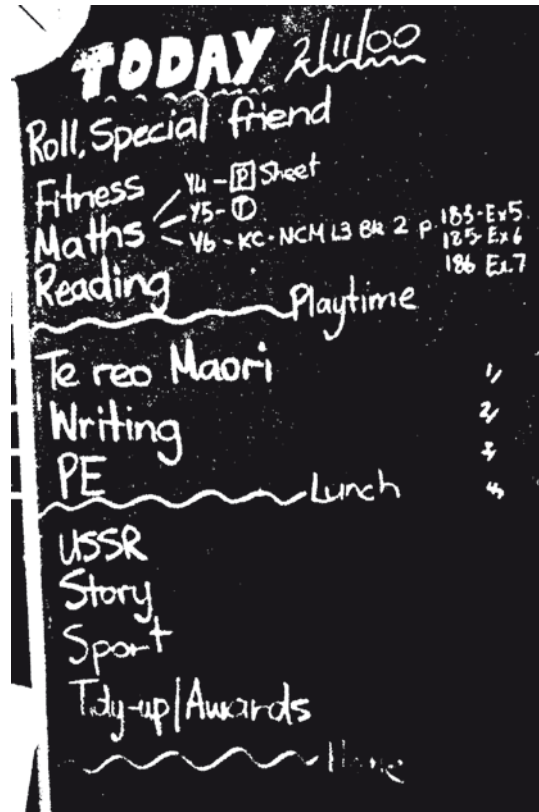 TODAY 2/11/00
Roll, Special friend
Fitness
Y4 - P Sheet
Maths Y5 - T
Y6 - KC - NCM L3 Bk 2 p. 183 - Ex 5
185 - Ex 6
186 Ex.7
Reading
Playtime
Te reo Maori
1/
Writing
2/
3/
PE
Lunch
4/
USSR
Story
Sport
Tidy-up/Awards
Home